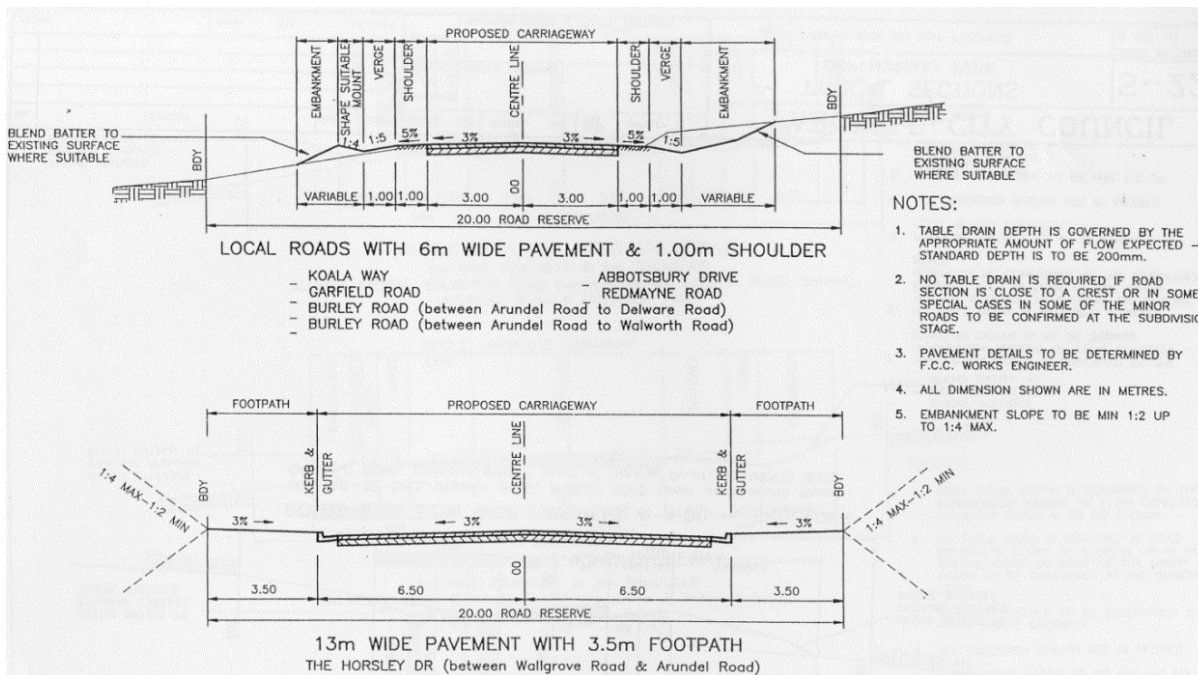 PROPOSED CARRIAGEWAY
EMBANKMENT
SHAPE SUITABLE
MOUNT
VERGE
SHOULDER
CENTRE LINE
SHOULDER
VERGE
EMBANKMENT
BDY
BLEND BATTER TO
EXISTING SURFACE
WHERE SUITABLE
BDY
1:4
1:5
5%
3%
3%
5%
1:5
BLEND BATTER TO
EXISTING SURFACE
WHERE SUITABLE
VARIABLE
1.00
1.00
3.00
00
3.00
1.00
1.00
VARIABLE
20.00 ROAD RESERVE
LOCAL ROADS WITH 6m WIDE PAVEMENT & 1.00m SHOULDER
- KOALA WAY
- GARFIELD ROAD
- BURLEY ROAD (between Arundel Road to Delware Road)
- BURLEY ROAD (between Arundel Road to Walworth Road)
- ABBOTSBURY DRIVE
- REDMAYNE ROAD
NOTES:
1. TABLE DRAIN DEPTH IS GOVERNED BY THE
APPROPRIATE AMOUNT OF FLOW EXPECTED –
STANDARD DEPTH IS TO BE 200mm.
2. NO TABLE DRAIN IS REQUIRED IF ROAD
SECTION IS CLOSE TO A CREST OR IN SOME
SPECIAL CASES IN SOME OF THE MINOR
ROADS TO BE CONFIRMED AT THE SUBDIVISIO
STAGE.
3. PAVEMENT DETAILS TO BE DETERMINED BY
F.C.C. WORKS ENGINEER.
4. ALL DIMENSION SHOWN ARE IN METRES.
5. EMBANKMENT SLOPE TO BE MIN 1:2 UP
TO 1:4 MAX.
FOOTPATH
PROPOSED CARRIAGEWAY
FOOTPATH
1:4 MAX-1:2 MIN
BDY
KERB &
GUTTER
CENTRE LINE
KERB &
GUTTER
BDY
1:4 MAX-1:2 MIN
3%
3%
3%
3%
3.50
6.50
00
6.50
3.50
20.00 ROAD RESERVE
13m WIDE PAVEMENT WITH 3.5m FOOTPATH
THE HORSLEY DR (between Wallgrove Road & Arundel Road)